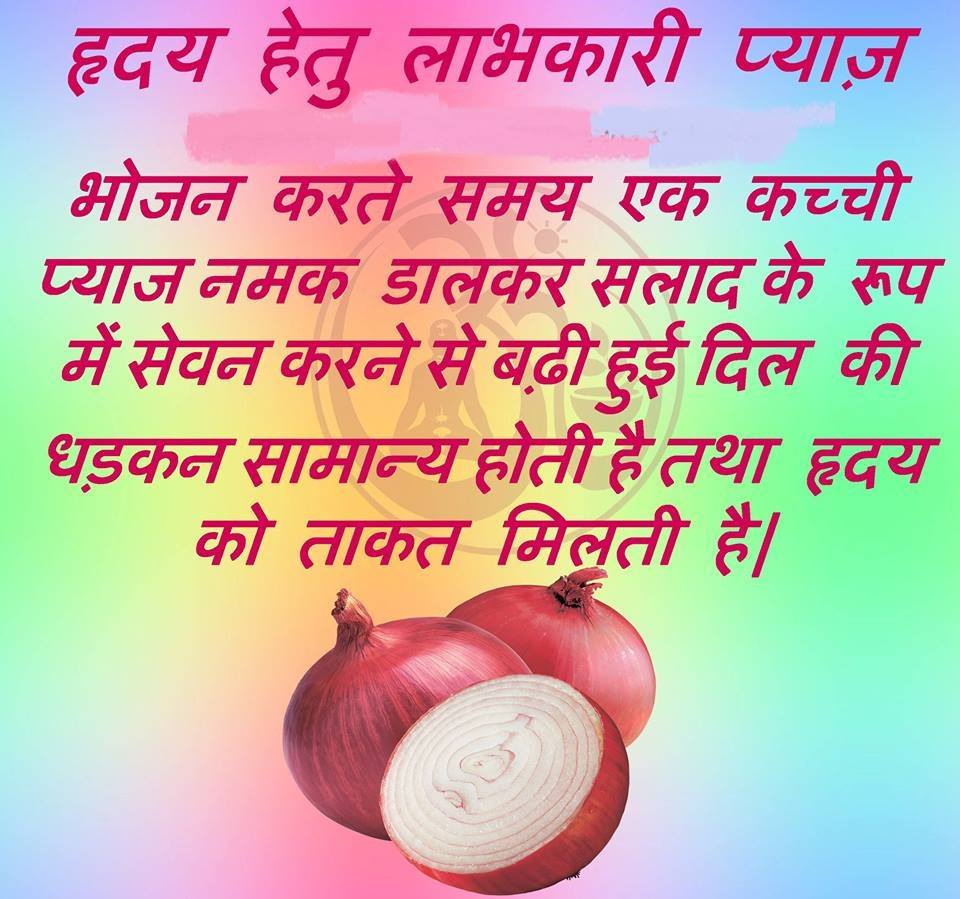 हृदय हेतु लाभकारी प्याज़
भोजन करते समय एक कच्ची
प्याज नमक डालकर सलाद के रूप
में सेवन करने से बढ़ी हुई दिल की
धड़कन सामान्य होती है तथा हृदय
को ताकत मिलती है|